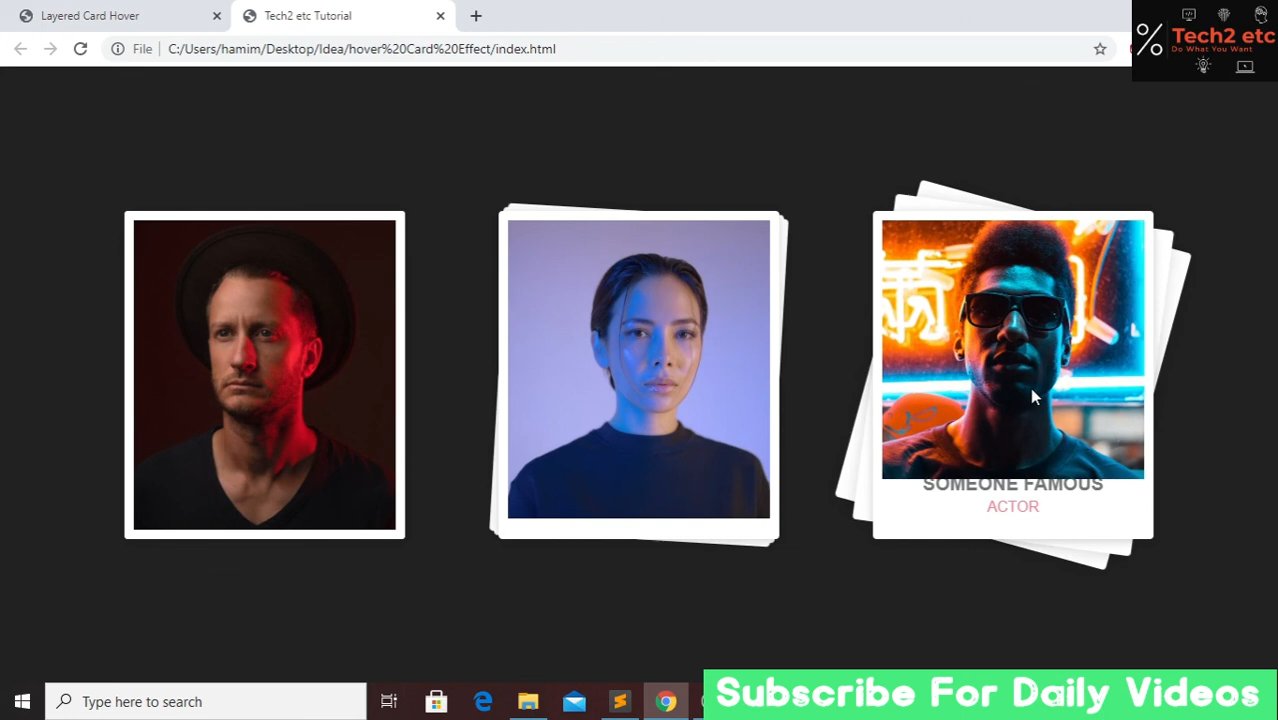 Layered Card Hover
Tech2 etc Tutorial
File
C:/Users/hamim/Desktop/Idea/hover%20Card%20Effect/index.html
Tech2 etc
Do What You Want
SOMEONE FAMOUS
ACTOR
Type here to search
Subscribe For Daily Videos